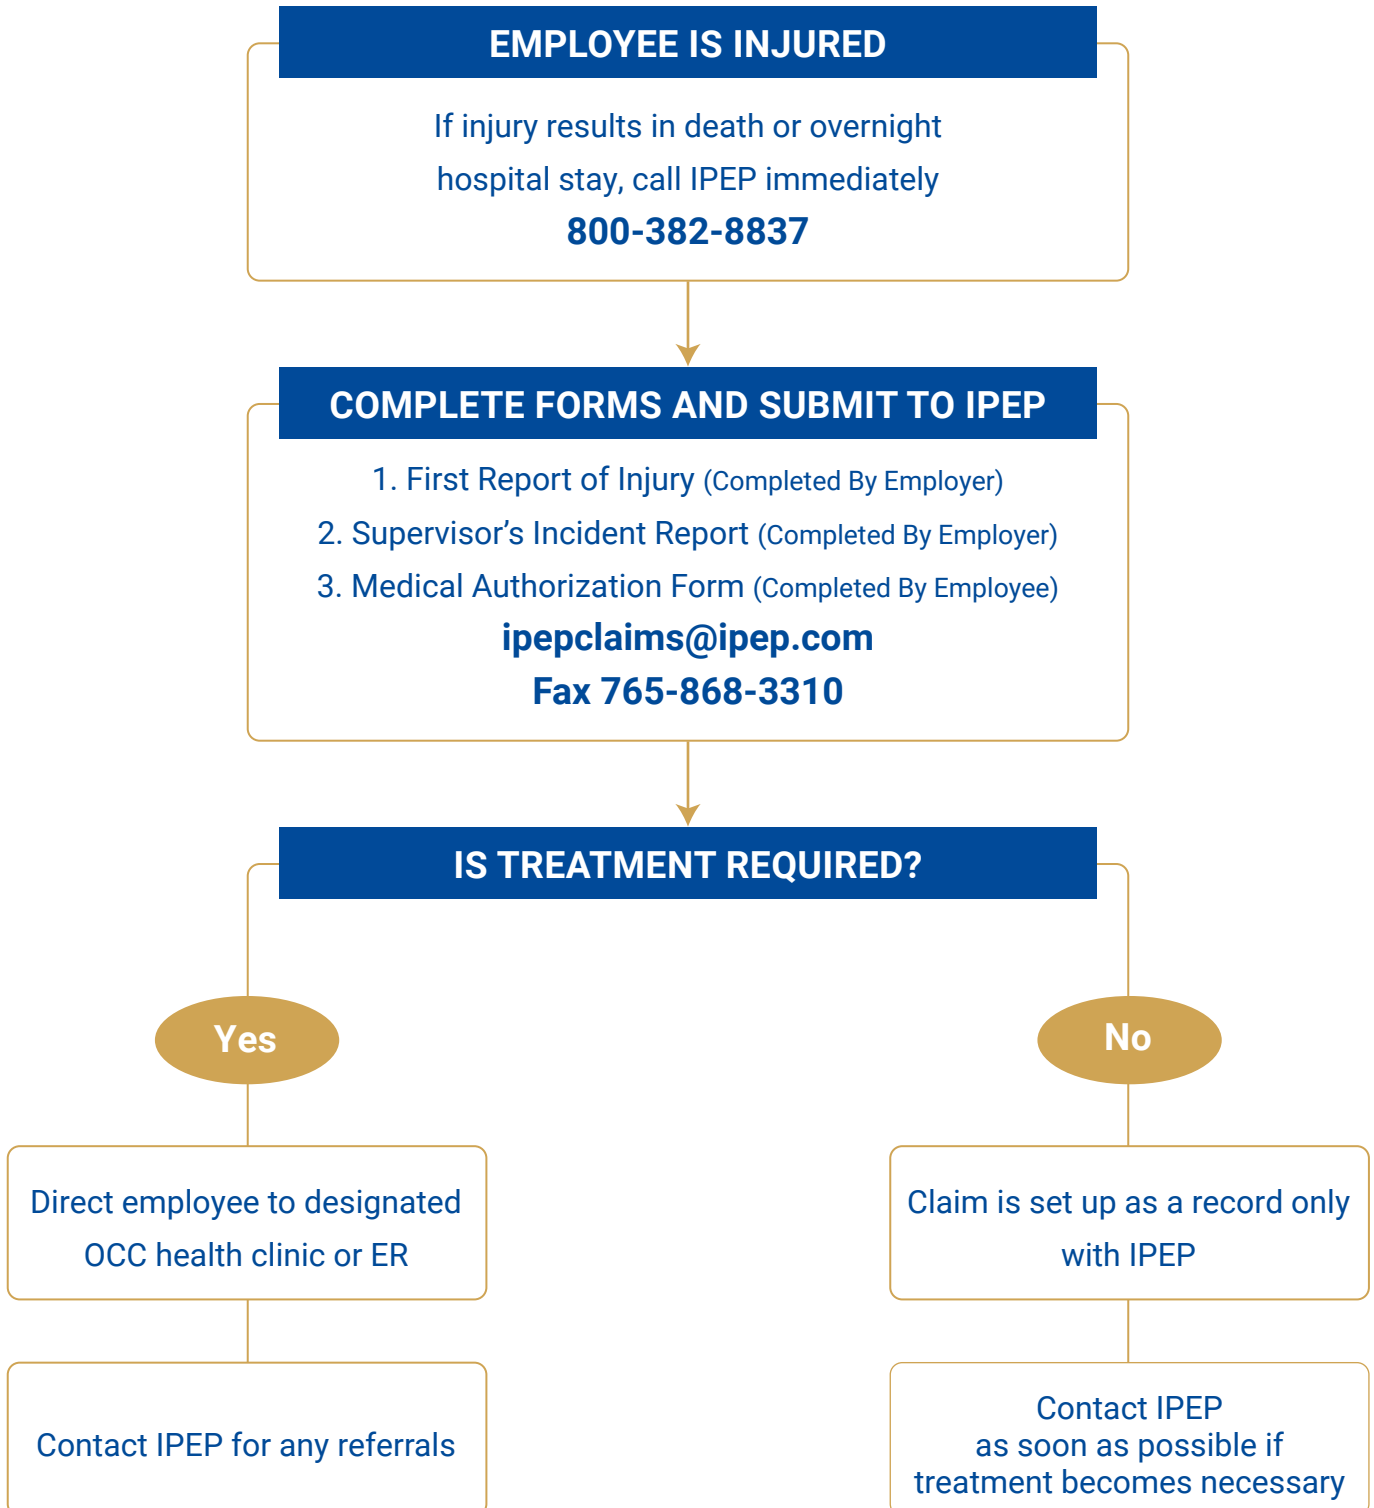 EMPLOYEE IS INJURED
If injury results in death or overnight
hospital stay, call IPEP immediately
800-382-8837
COMPLETE FORMS AND SUBMIT TO IPEP
1. First Report of Injury (Completed By Employer)
2. Supervisor’s Incident Report (Completed By Employer)
3. Medical Authorization Form (Completed By Employee)
ipepclaims@ipep.com
Fax 765-868-3310
IS TREATMENT REQUIRED?
Yes
Direct employee to designated
OCC health clinic or ER
Contact IPEP for any referrals
No
Claim is set up as a record only
with IPEP
Contact IPEP
as soon as possible if
treatment becomes necessary